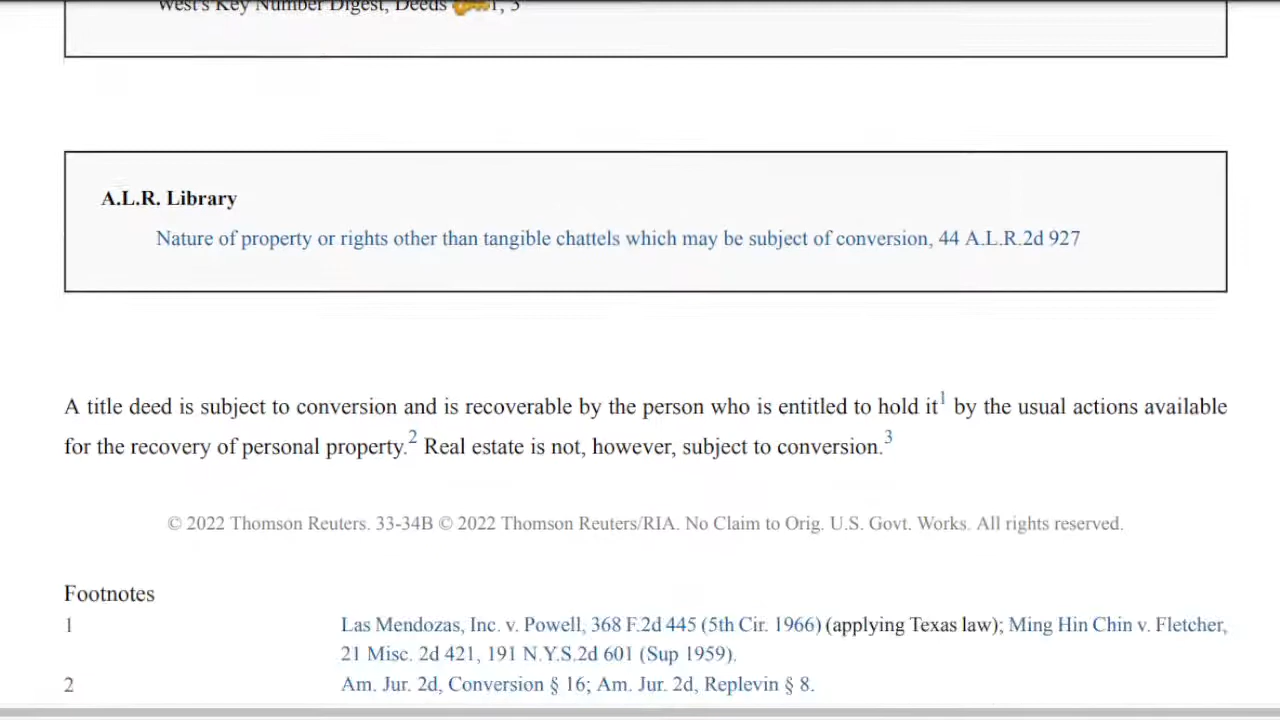 West's Key Number Digest, Deeds 1, 3
A.L.R. Library
Nature of property or rights other than tangible chattels which may be subject of conversion, 44 A.L.R.2d 927
A title deed is subject to conversion and is recoverable by the person who is entitled to hold it1 by the usual actions available
for the recovery of personal property.2 Real estate is not, however, subject to conversion.3
© 2022 Thomson Reuters. 33-34B © 2022 Thomson Reuters/RIA. No Claim to Orig. U.S. Govt. Works. All rights reserved.
Footnotes
1 Las Mendozas, Inc. v. Powell, 368 F.2d 445 (5th Cir. 1966) (applying Texas law); Ming Hin Chin v. Fletcher,
21 Misc. 2d 421, 191 N.Y.S.2d 601 (Sup 1959).
2 Am. Jur. 2d, Conversion § 16; Am. Jur. 2d, Replevin § 8.